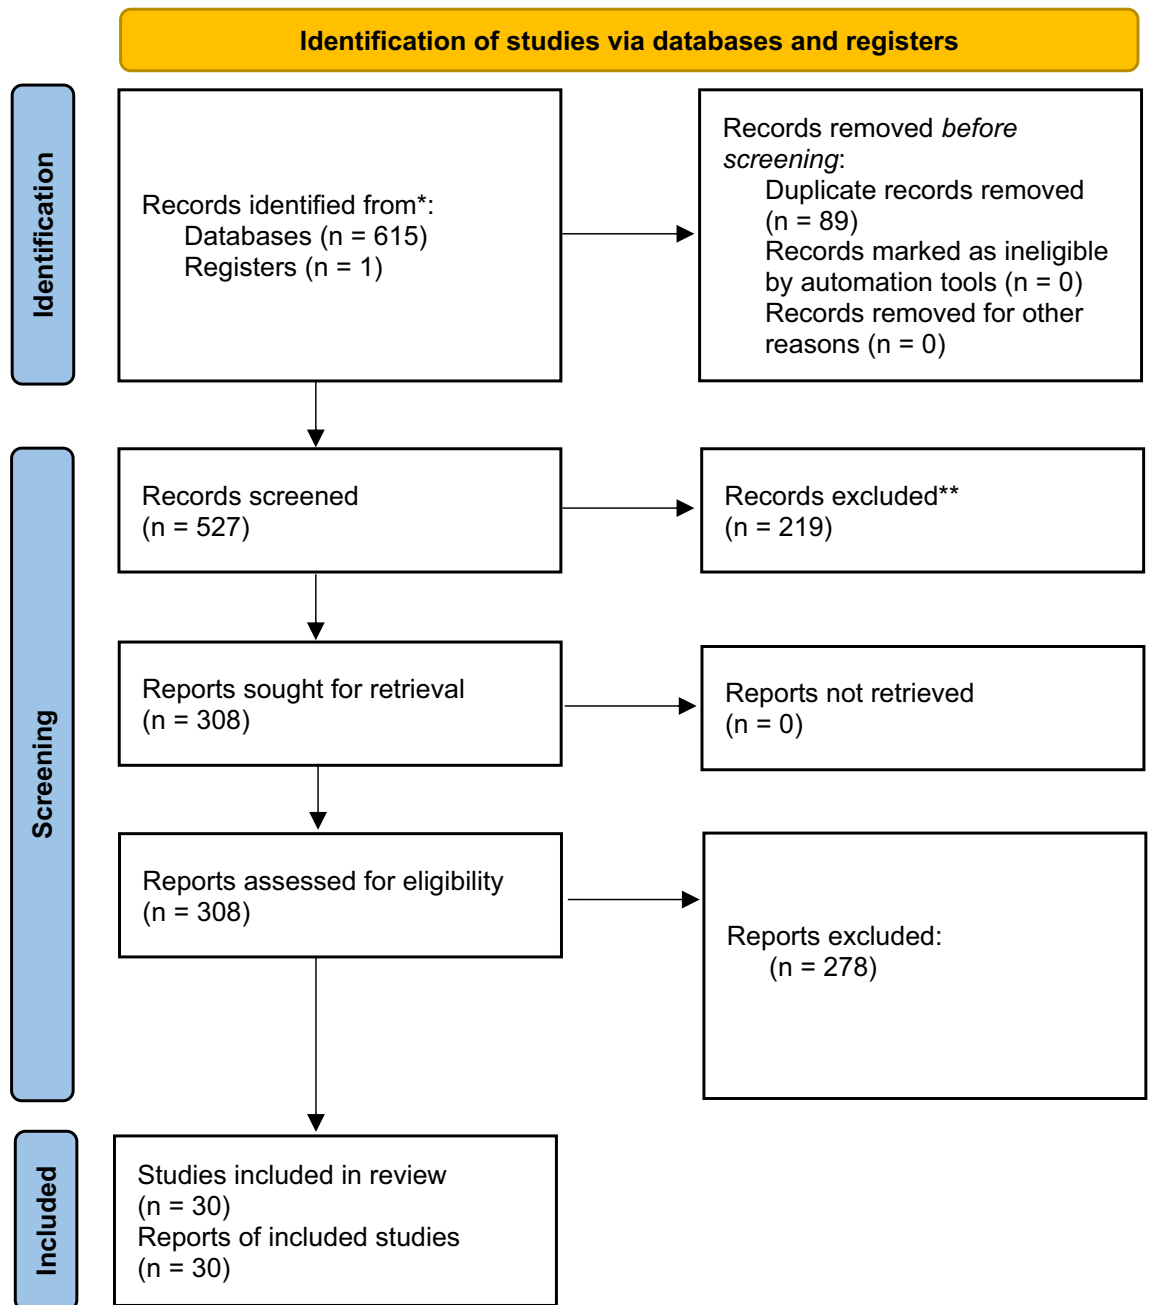 Identification of studies via databases and registers
Identification
Records identified from*:
Databases (n = 615)
Registers (n = 1)
Records removed before
screening:
Duplicate records removed
(n = 89)
Records marked as ineligible
by automation tools (n = 0)
Records removed for other
reasons (n = 0)
Screening
Records screened
(n = 527)
Records excluded**
(n = 219)
Reports sought for retrieval
(n = 308)
Reports not retrieved
(n = 0)
Reports assessed for eligibility
(n = 308)
Reports excluded:
(n = 278)
Included
Studies included in review
(n = 30)
Reports of included studies
(n = 30)